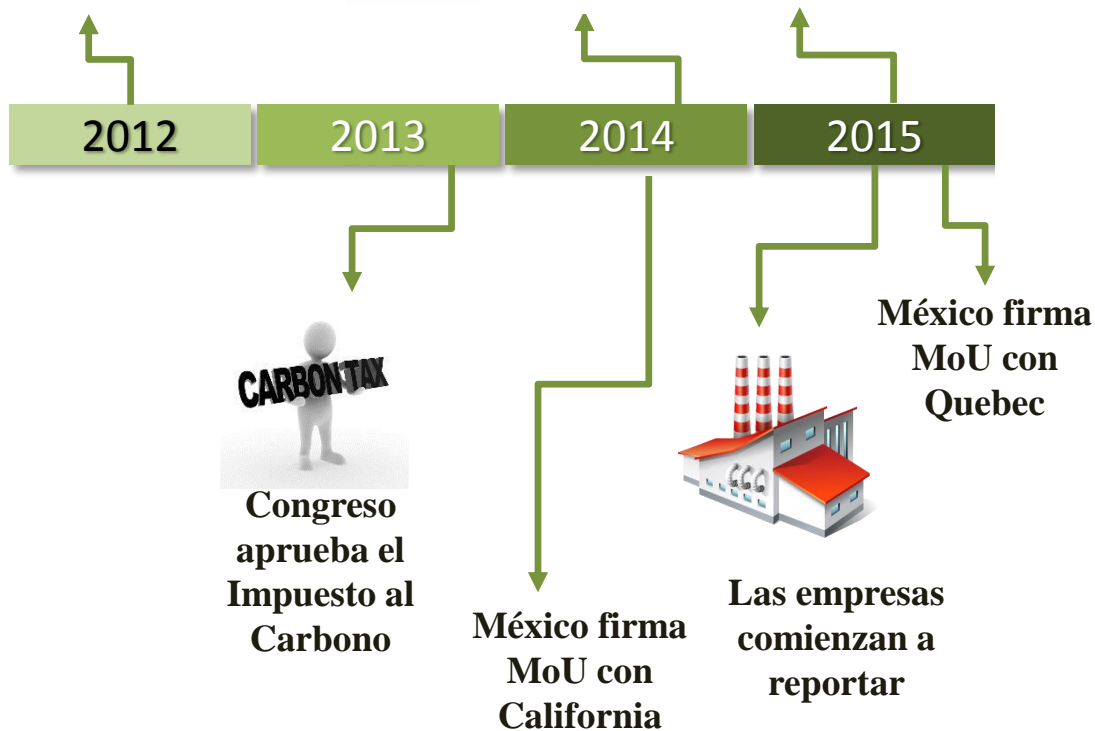 2012
2013
2014
2015
CARBON TAX
Congreso
aprueba el
Impuesto al
Carbono
México firma
MoU con
California
Las empresas
comienzan a
reportar
México firma
MoU con
Quebec